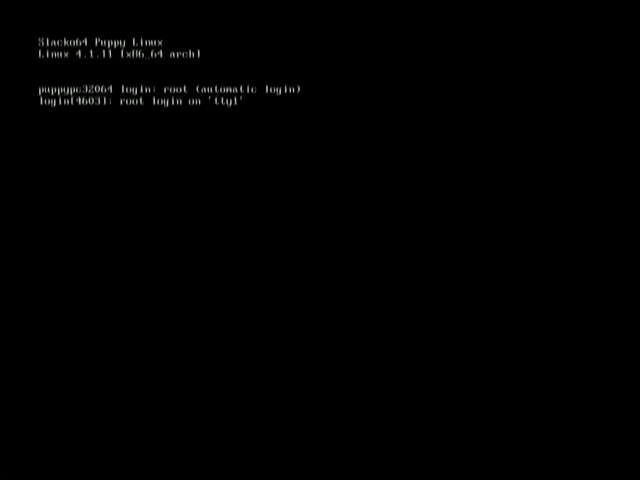 Slacko64 Puppy Linux
Linux 4.1.11 [x86_64 arch]
puppypc32064 login: root (automatic login)
login[4603]: root login on 'tty1'